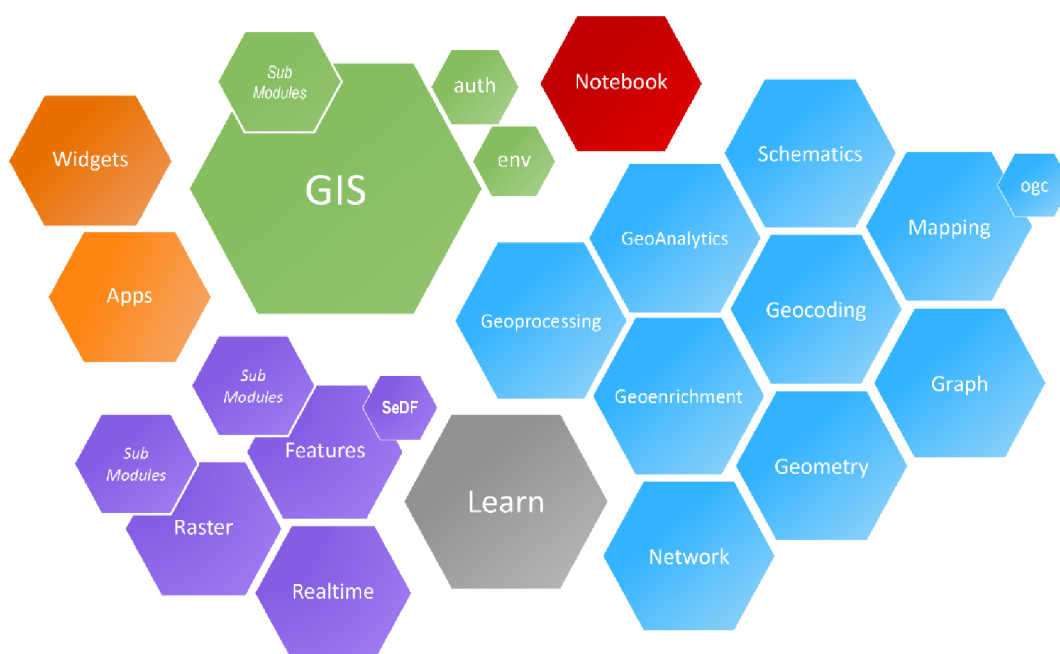 Sub
Modules
auth
Notebook
Widgets
env
GIS
Schematics
ogc
Mapping
GeoAnalytics
Apps
Geoprocessing
Geocoding
Sub
Modules
SeDF
Geoenrichment
Graph
Features
Sub
Modules
Geometry
Learn
Raster
Network
Realtime